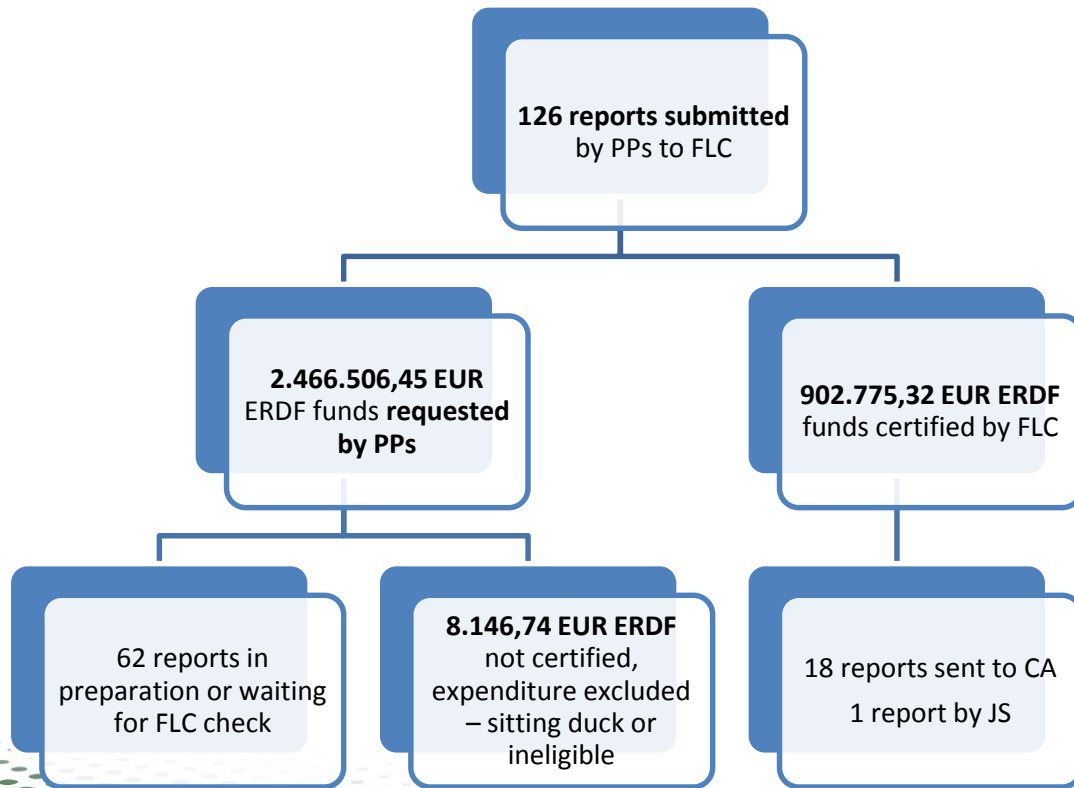 126 reports submitted
by PPs to FLC
2.466.506,45 EUR
ERDF funds requested
by PPs
902.775,32 EUR ERDF
funds certified by FLC
62 reports in
preparation or waiting
for FLC check
8.146,74 EUR ERDF
not certified,
expenditure excluded
– sitting duck or
ineligible
18 reports sent to CA
1 report by JS